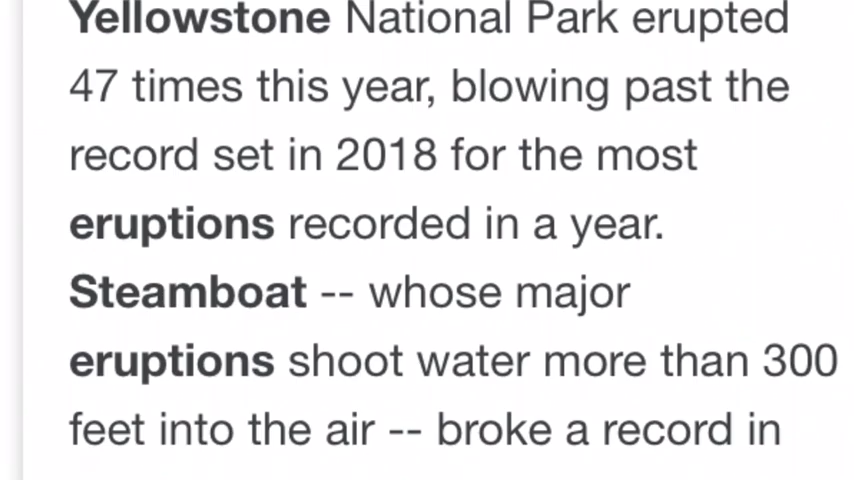 Yellowstone National Park erupted
47 times this year, blowing past the
record set in 2018 for the most
eruptions recorded in a year.
Steamboat -- whose major
eruptions shoot water more than 300
feet into the air -- broke a record in